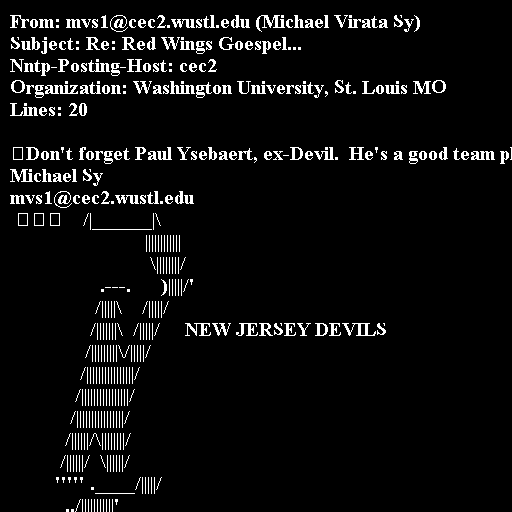 From: mvs1@cec2.wustl.edu (Michael Virata Sy)
Subject: Re: Red Wings Goespel...
Nntp-Posting-Host: cec2
Organization: Washington University, St. Louis MO
Lines: 20

Don't forget Paul Ysebaert, ex-Devil.  He's a good team
Michael Sy
mvs1@cec2.wustl.edu
/|______|\
||||||||||
\|||||||/
.---.      )||||/'
/||||\    /||||/
/||||||\  /||||/     NEW JERSEY DEVILS
/||||||||\/||||/
/||||||||||||||/
/||||||||||||||/
/||||||||||||||/
/|||||/\|||||||/
/|||||/  \|||||/
''''' .____/||||/
../||||||||||'